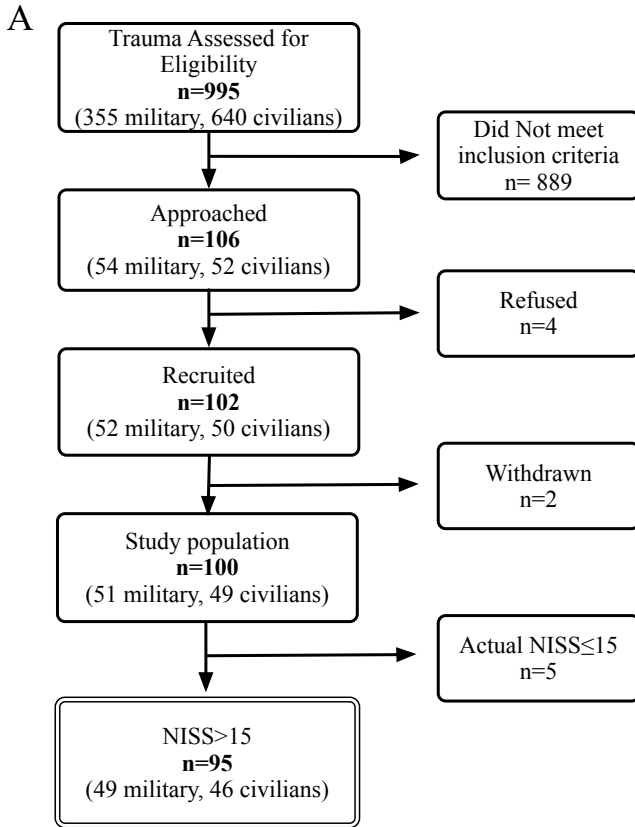 A
Trauma Assessed for
Eligibility
n=995
(355 military, 640 civilians)
Did Not meet
inclusion criteria
n= 889
Approached
n=106
(54 military, 52 civilians)
Refused
n=4
Recruited
n=102
(52 military, 50 civilians)
Withdrawn
n=2
Study population
n=100
(51 military, 49 civilians)
Actual NISS≤15
n=5
NISS>15
n=95
(49 military, 46 civilians)